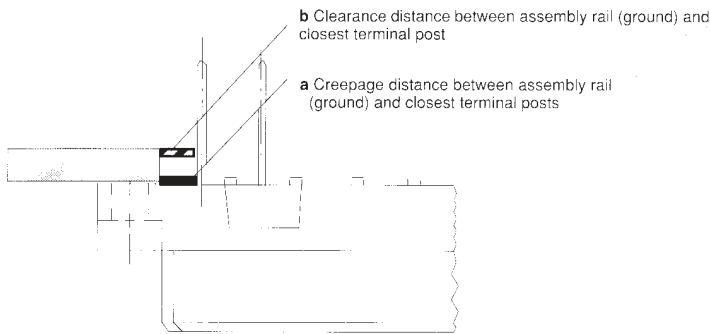 b Clearance distance between assembly rail (ground) and
closest terminal post
a Creepage distance between assembly rail
(ground) and closest terminal posts